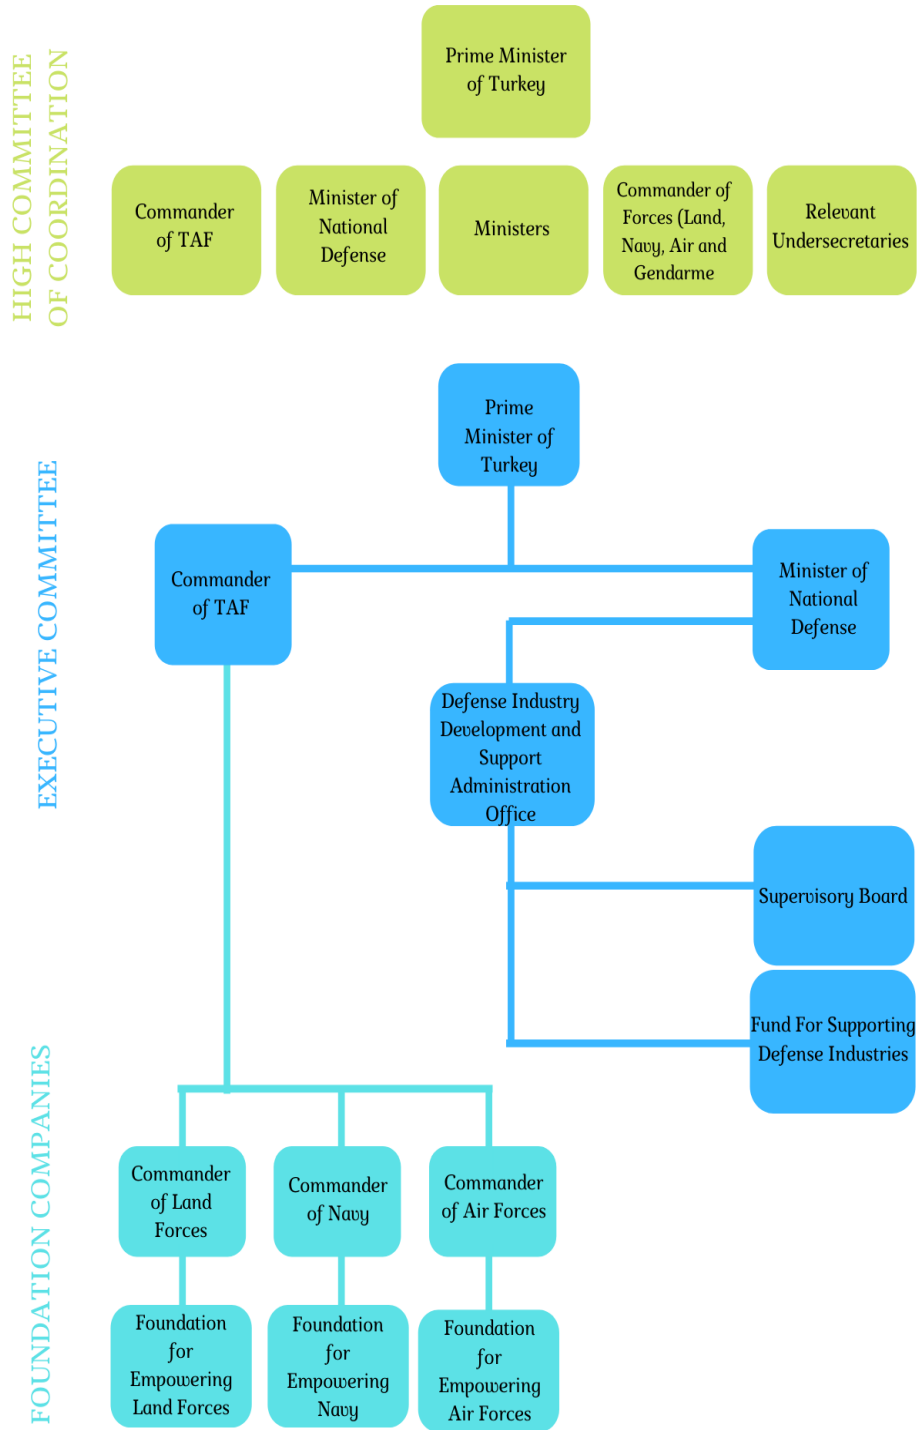 HIGH COMMITTEE
OF COORDINATION
Prime Minister
of Turkey
Commander
of TAF
Minister of
National
Defense
Ministers
Commander of
Forces (Land,
Navy, Air and
Gendarme
Relevant
Undersecretaries
EXECUTIVE COMMITTEE
Prime
Minister of
Turkey
Commander
of TAF
Minister of
National
Defense
Defense Industry
Development and
Support
Administration
Office
Supervisory Board
Fund For Supporting
Defense Industries
FOUNDATION COMPANIES
Commander
of Land
Forces
Commander
of Navy
Commander
of Air Forces
Foundation
for
Empowering
Land Forces
Foundation
for
Empowering
Navy
Foundation
for
Empowering
Air Forces